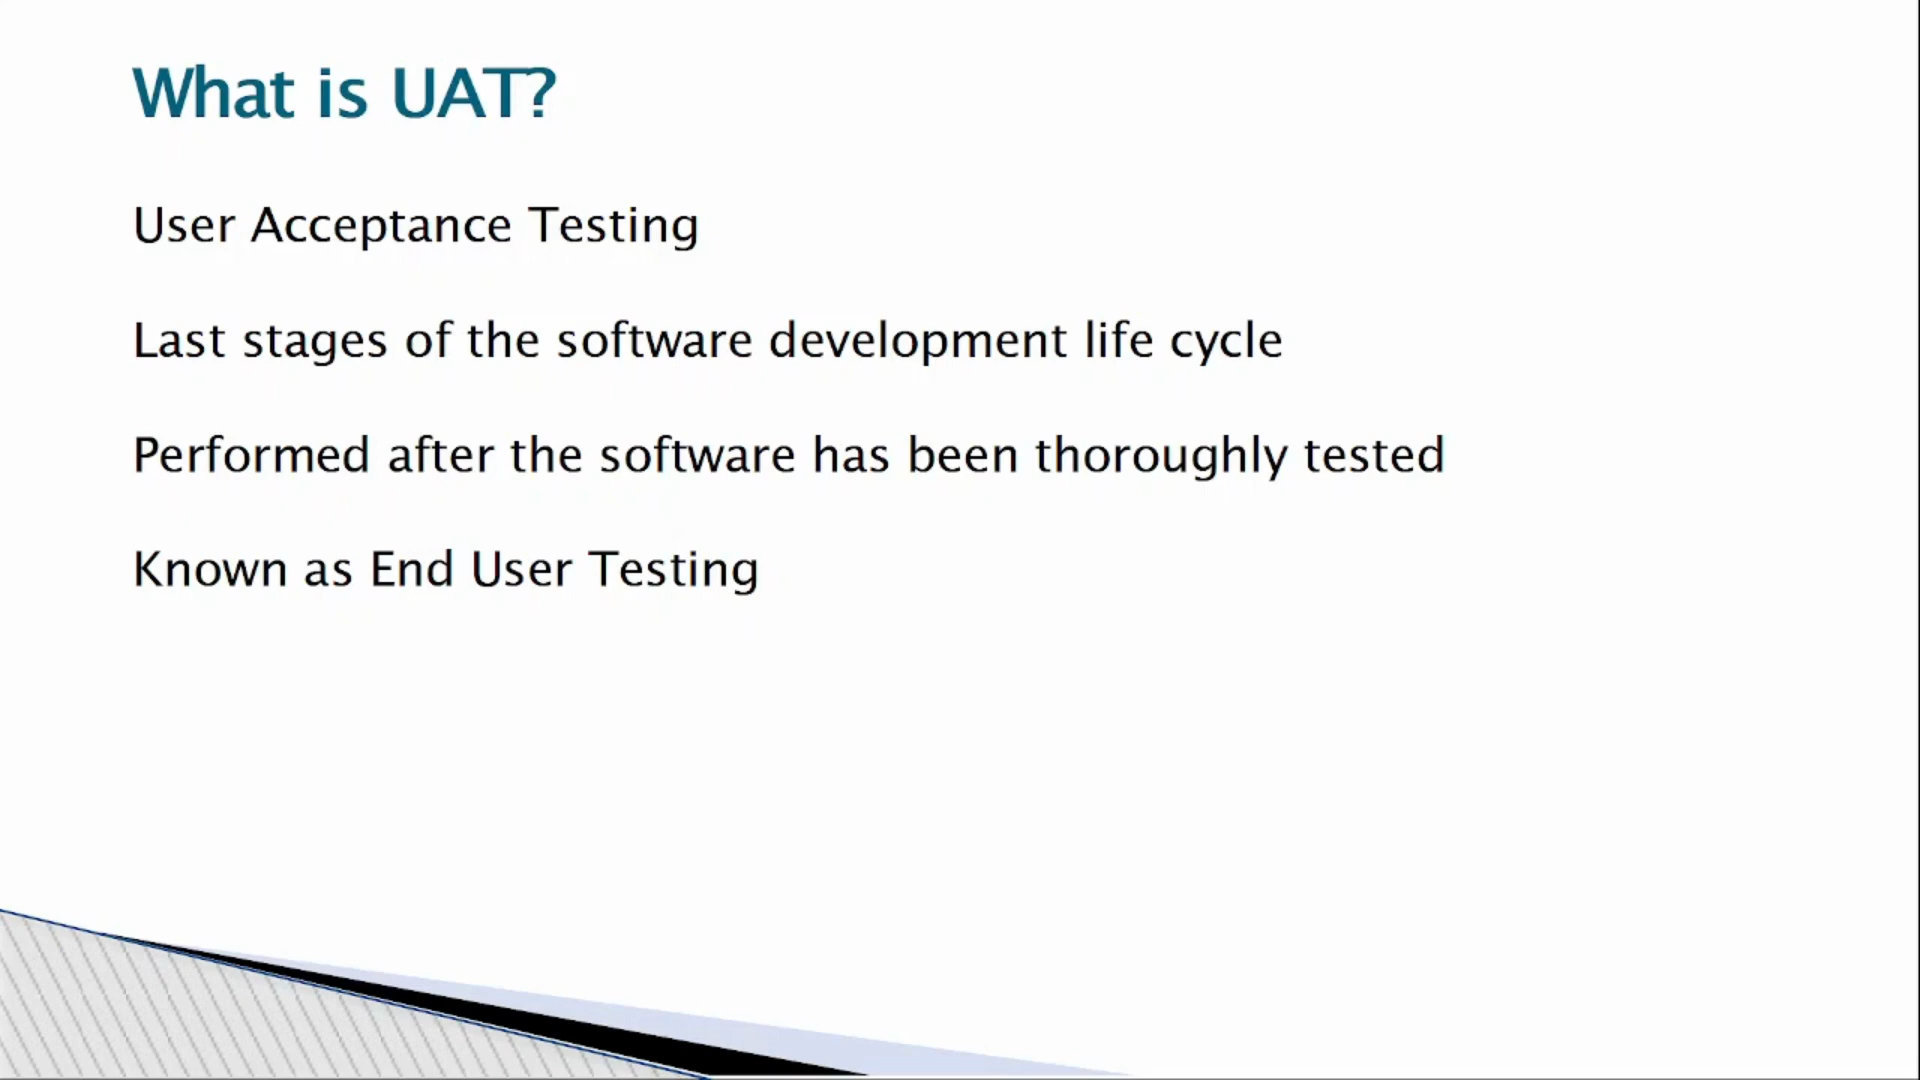 What is UAT?
User Acceptance Testing
Last stages of the software development life cycle
Performed after the software has been thoroughly tested
Known as End User Testing